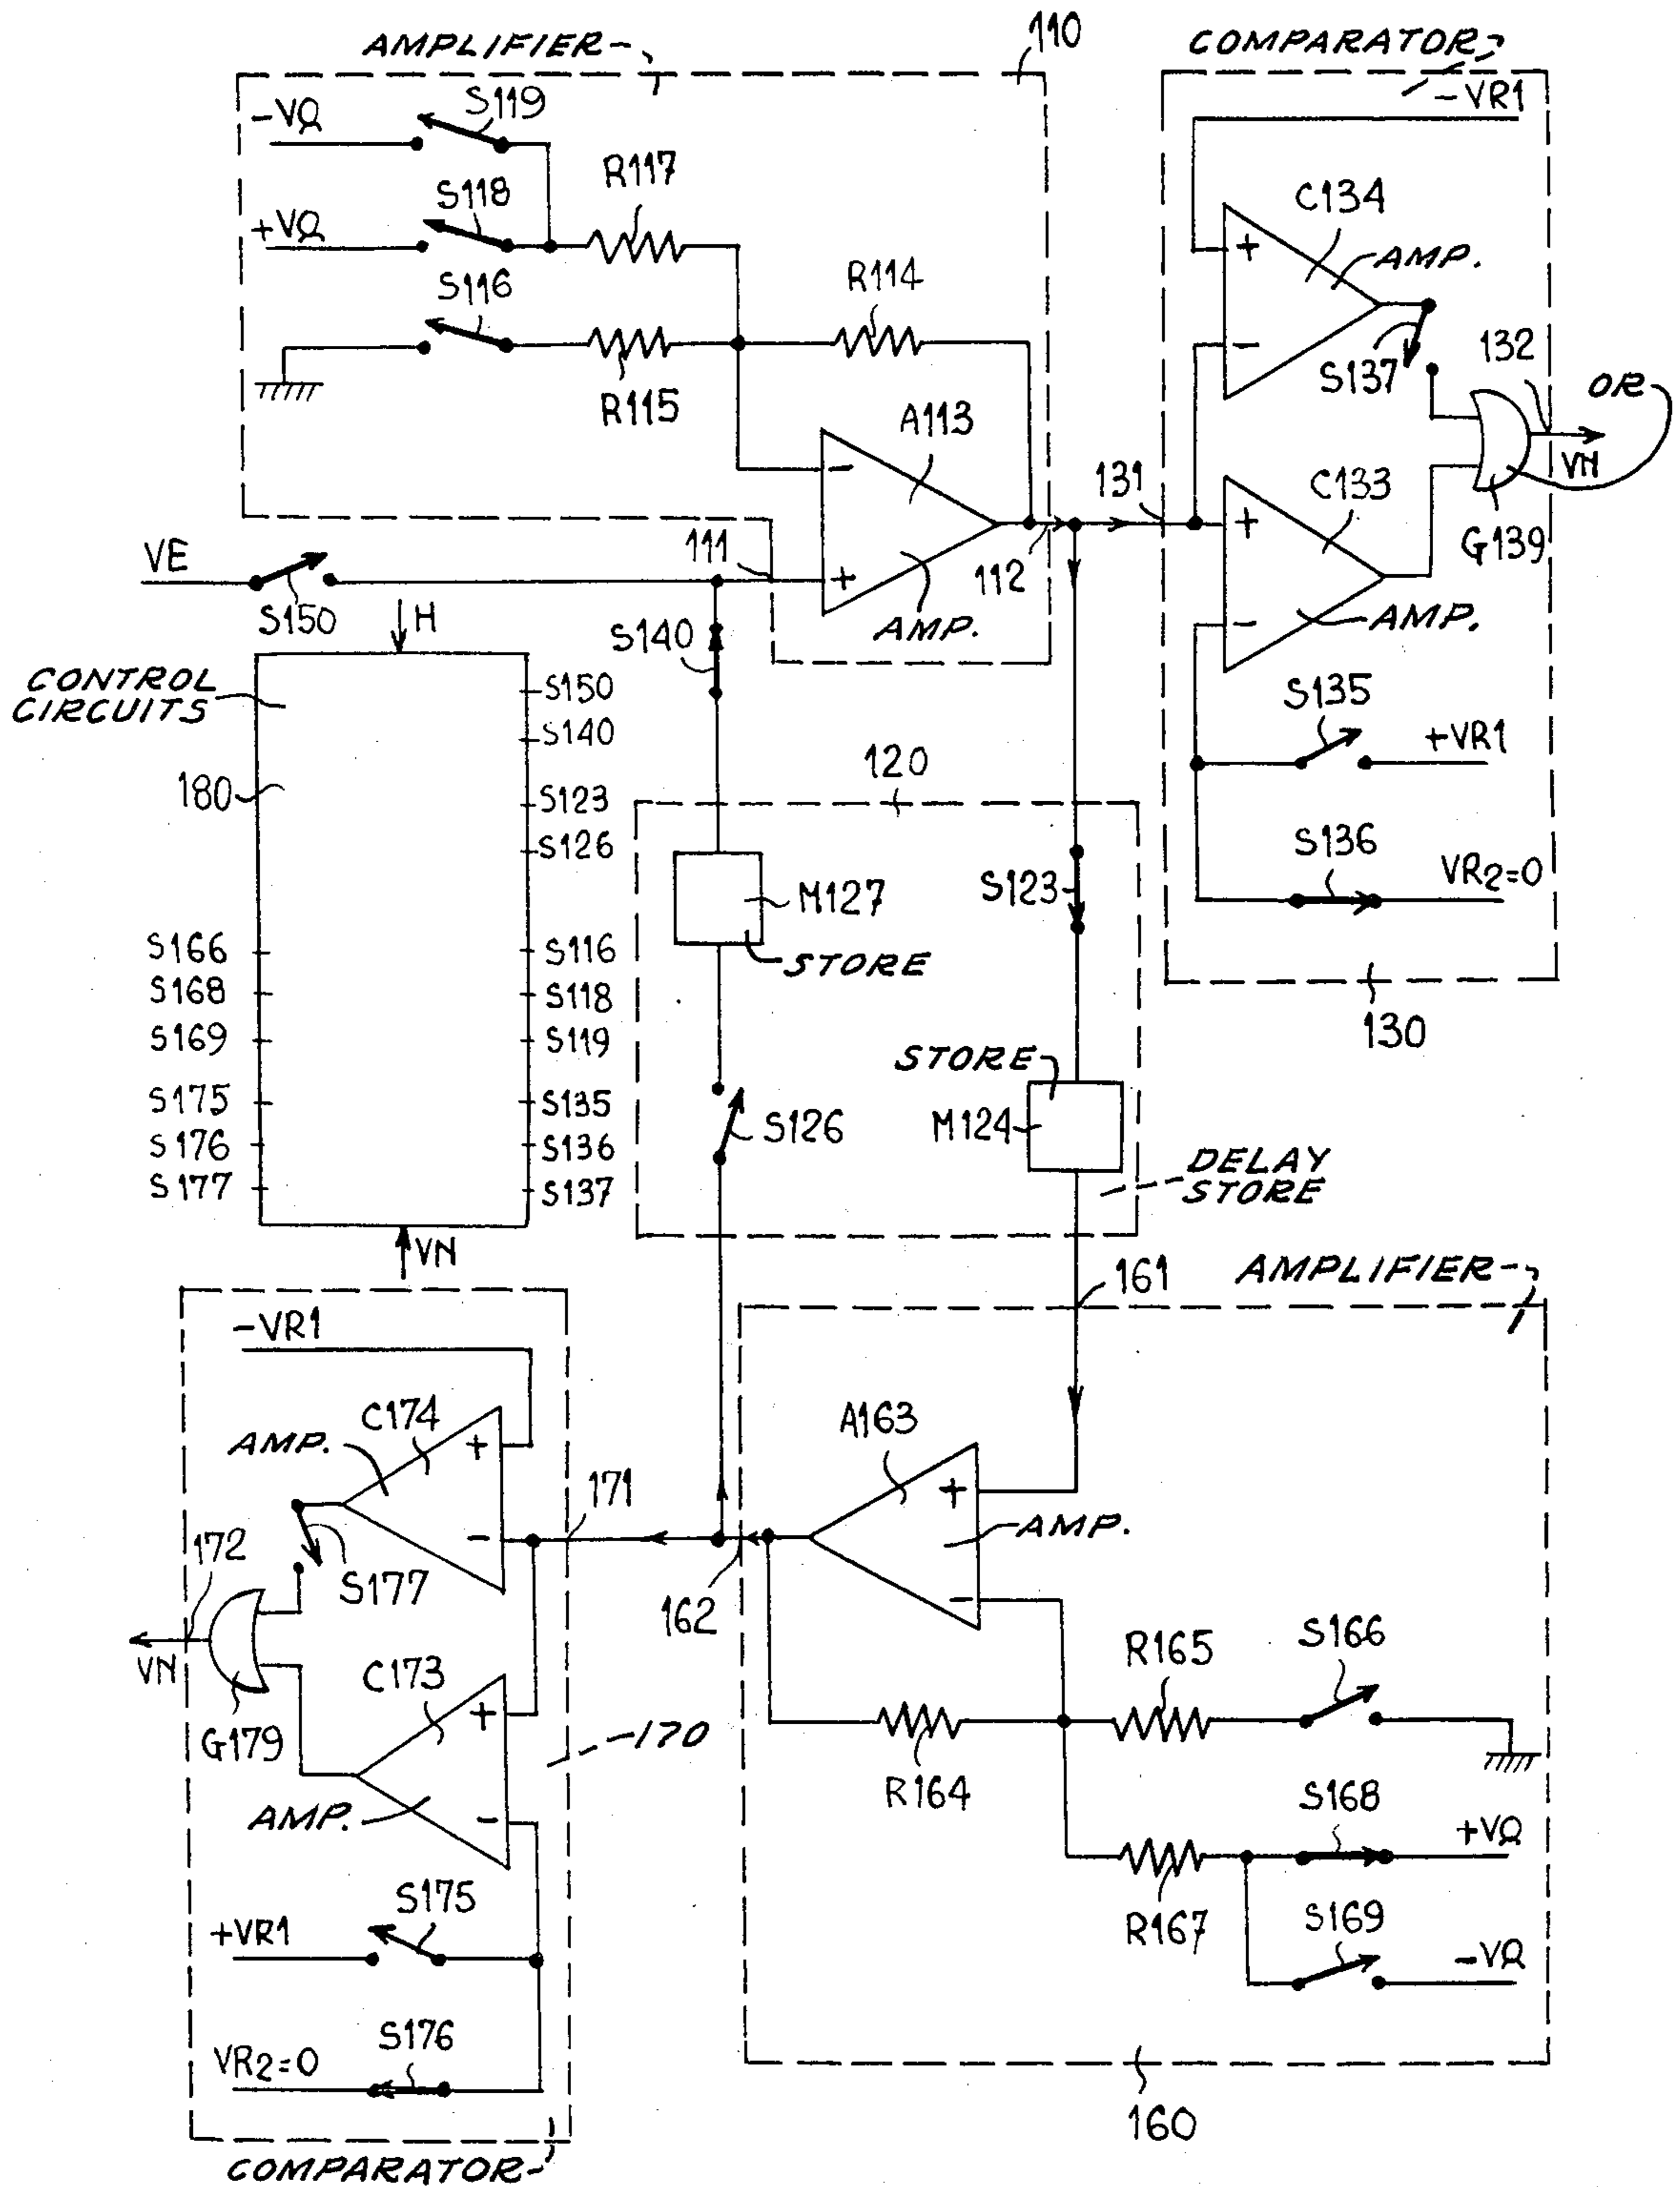 AMPLIFIER
110
COMPARATOR
-VR1
-VQ
S119
R117
C134
S118
+VQ
AMP.
S116
R114
S137
132
OR
R115
A113
VN
C133
131
G139
VE
111
112
S150
H
AMP.
AMP.
S140
CONTROL
CIRCUITS
S150
S135
S140
+VR1
120
180
S123
S126
S136
VR2=0
M127
S123
STORE
S166
S116
S168
S118
130
S169
S119
STORE
S175
S135
M124
S126
S176
S136
DELAY
STORE
S177
S137
VN
AMPLIFIER
161
-VR1
C174
A163
AMP.
171
AMP.
172
S177
162
S166
R165
VN
C173
G179
170
R164
S168
AMP.
+VQ
S175
R167
S169
+VR1
-VQ
S176
VR2=0
160
COMPARATOR